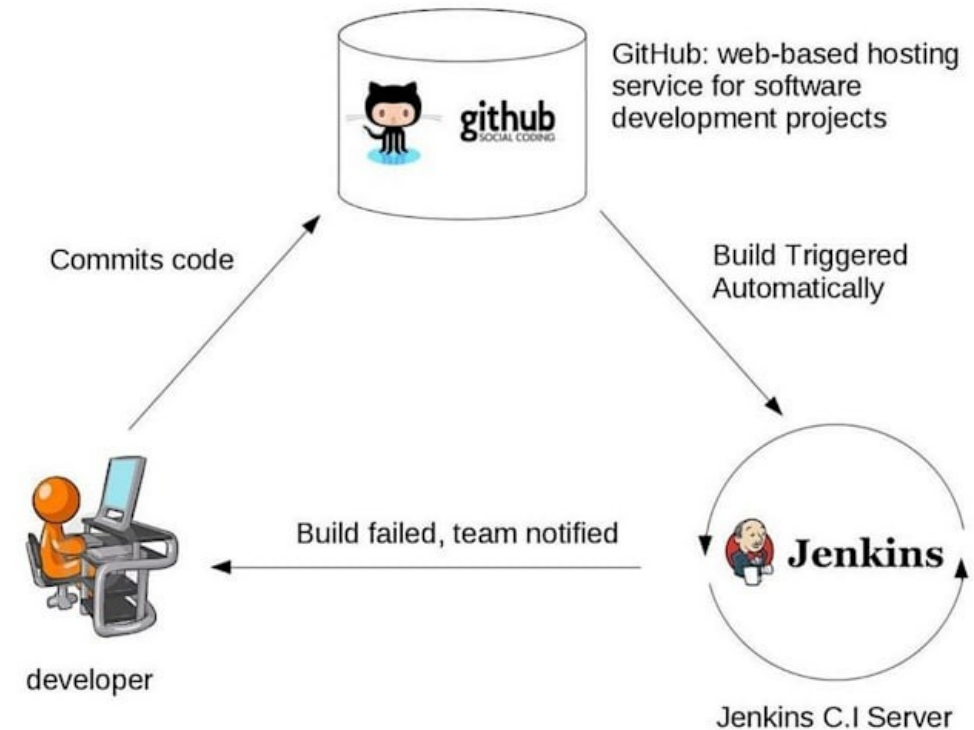 GitHub: web-based hosting
service for software
development projects
github
SOCIAL CODING
Commits code
Build Triggered
Automatically
Build failed, team notified
Jenkins
developer
Jenkins C.I Server